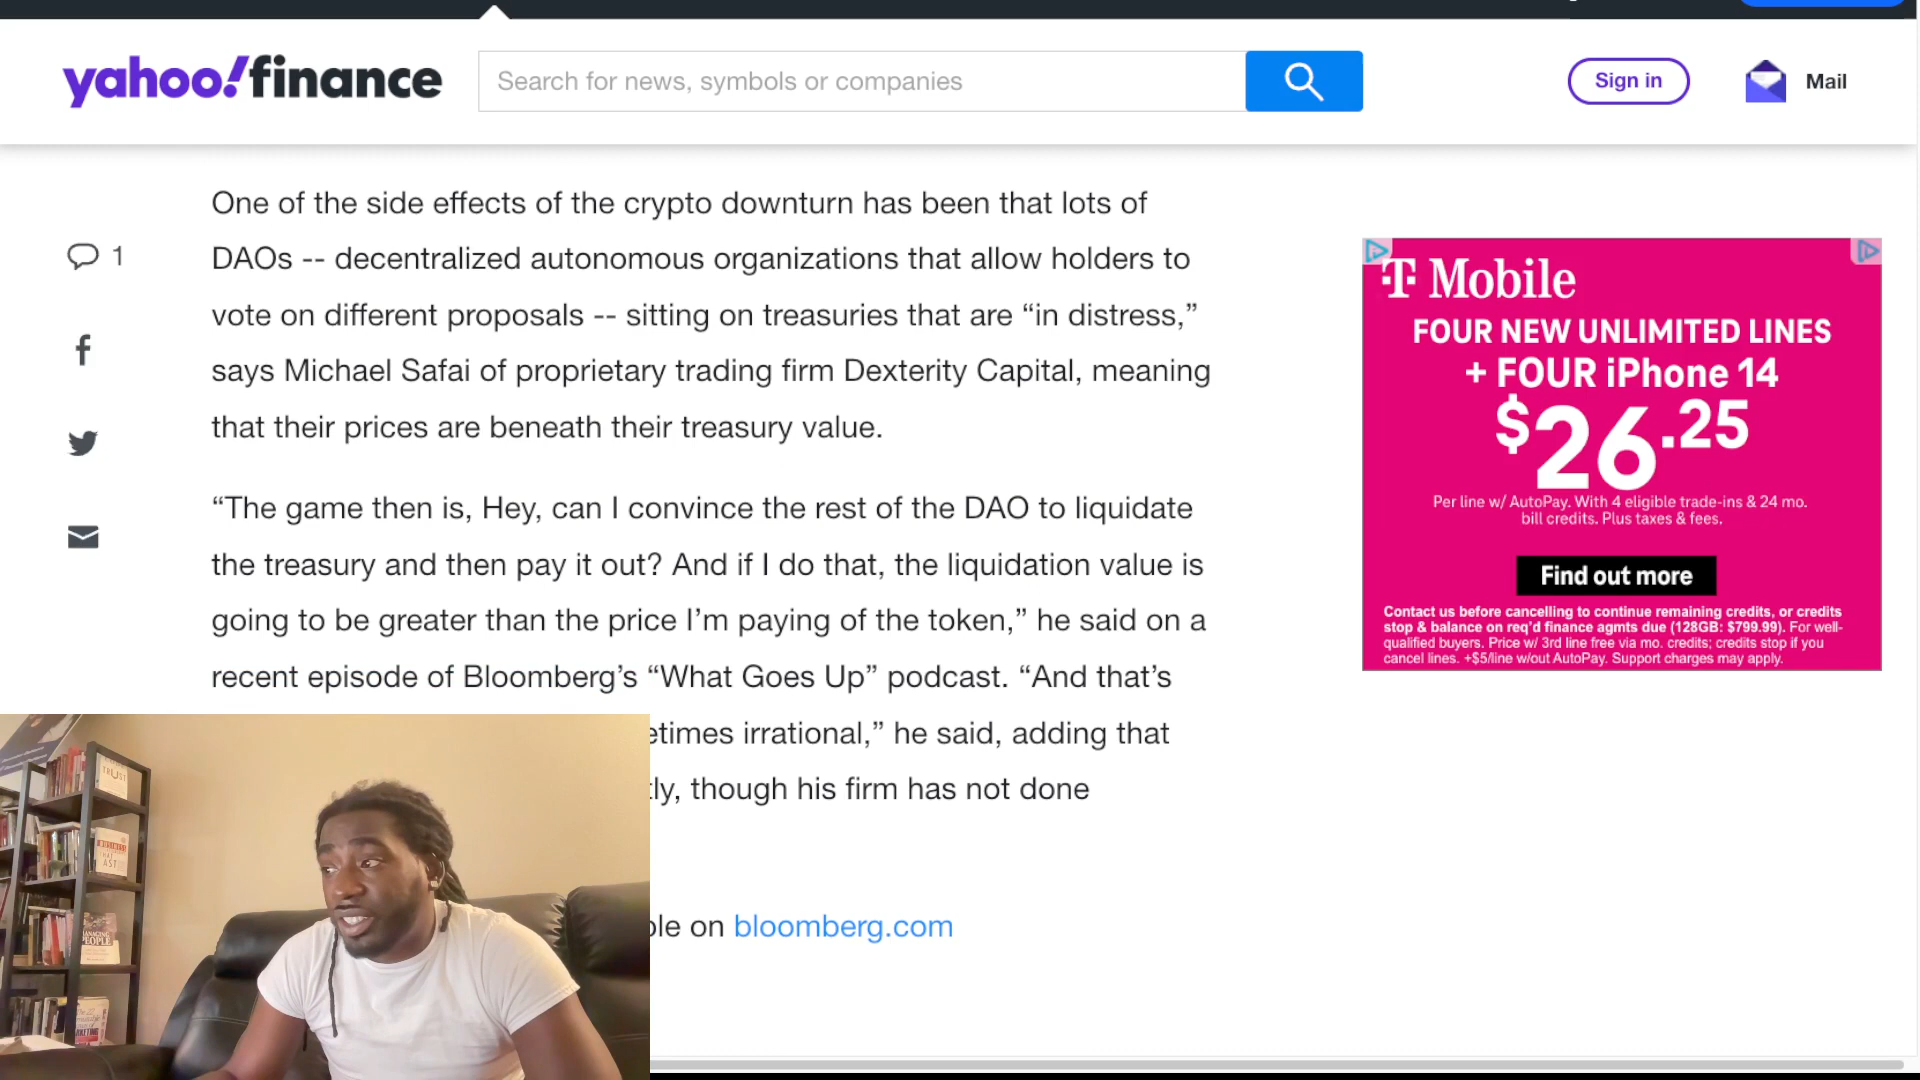 yahoo!finance
Search for news, symbols or companies
Sign in
Mail
1
One of the side effects of the crypto downturn has been that lots of
DAOs -- decentralized autonomous organizations that allow holders to
vote on different proposals -- sitting on treasuries that are “in distress,”
says Michael Safai of proprietary trading firm Dexterity Capital, meaning
that their prices are beneath their treasury value.
“The game then is, Hey, can I convince the rest of the DAO to liquidate
the treasury and then pay it out? And if I do that, the liquidation value is
going to be greater than the price I’m paying of the token,” he said on a
recent episode of Bloomberg’s “What Goes Up” podcast. “And that’s
etimes irrational,” he said, adding that
tly, though his firm has not done
ble on bloomberg.com
T Mobile
FOUR NEW UNLIMITED LINES
+ FOUR iPhone 14
$26.25
Per line w/ AutoPay. With 4 eligible trade-ins & 24 mo.
bill credits. Plus taxes & fees.
Find out more
Contact us before cancelling to continue remaining credits, or credits
stop & balance on req’d finance agmts due (128GB: $799.99). For well-
qualified buyers. Price w/ 3rd line free via mo. credits; credits stop if you
cancel lines. +$5/line w/out AutoPay. Support charges may apply.
TRUST
BUSINESS
PEOPLE